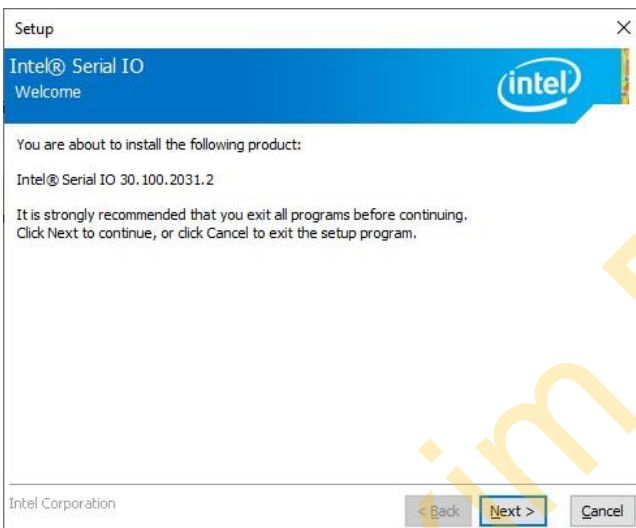 Setup
Intel® Serial IO
Welcome
intel
You are about to install the following product:
Intel® Serial IO 30.100.2031.2
It is strongly recommended that you exit all programs before continuing.
Click Next to continue, or click Cancel to exit the setup program.
Intel Corporation
< Back Next > Cancel